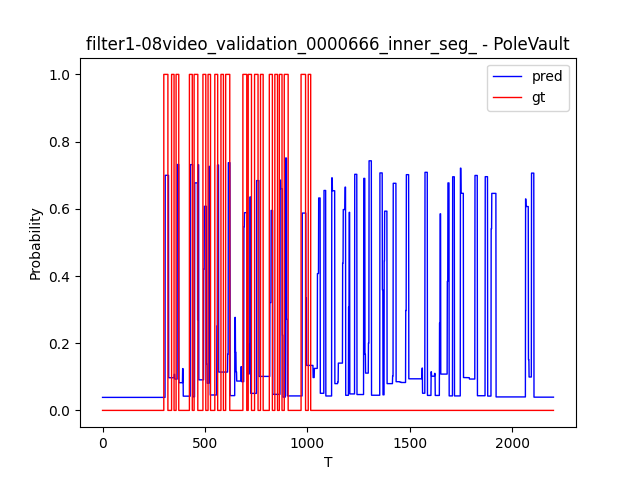 filter1-08video_validation_0000666_inner_seg_ - PoleVault
1.0
0.8
0.6
0.4
0.2
0.0
Probability
pred
gt
0
500
1000
1500
2000
T